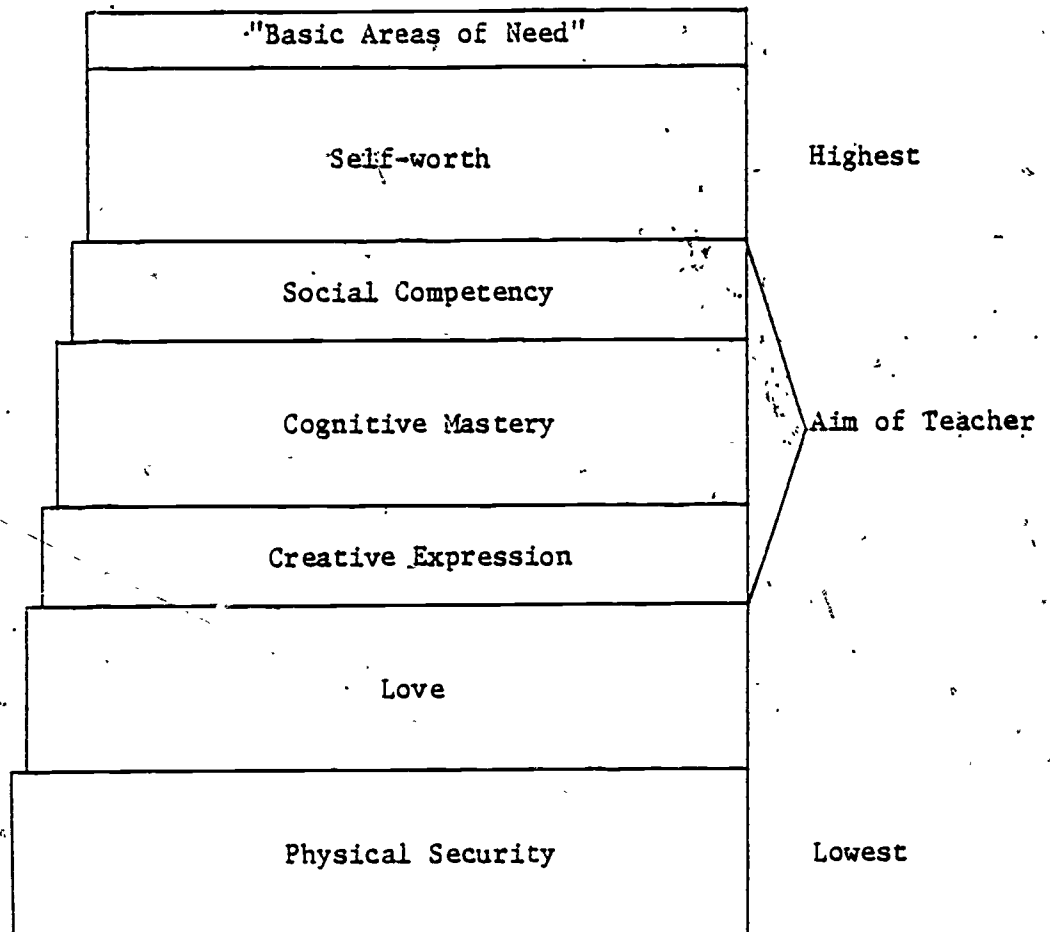 "Basic Areas of Need"
Self-worth
Highest
Social Competency
Cognitive Mastery
Aim of Teacher
Creative Expression
Love
Physical Security
Lowest